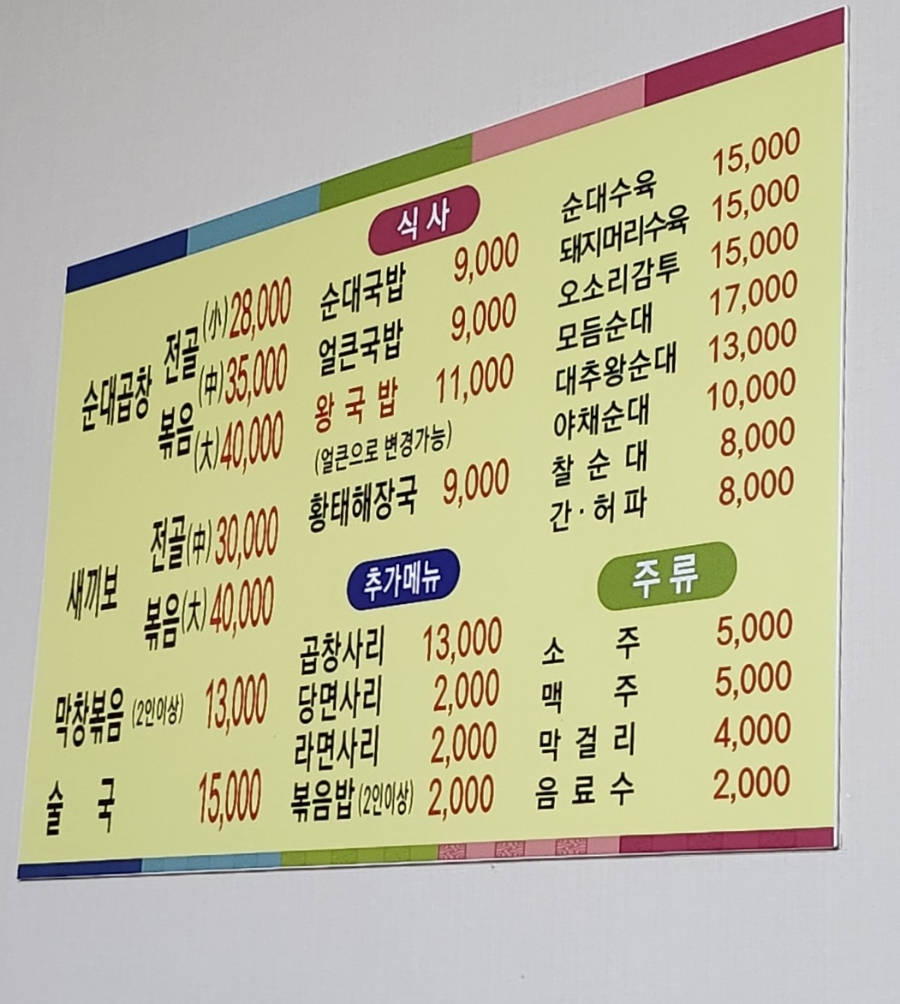 순대곱창 전골 (小) 28,000
(中) 35,000
볶음 (大) 40,000
새끼보 전골 (中) 30,000
볶음 (大) 40,000
막창볶음 (2인이상) 13,000
술국 15,000
식사
순대국밥 9,000
얼큰국밥 9,000
왕국밥 11,000
(얼큰으로 변경가능)
황태해장국 9,000
추가메뉴
곱창사리 13,000
당면사리 2,000
라면사리 2,000
볶음밥 (2인이상) 2,000
순대수육 15,000
돼지머리수육 15,000
오소리감투 15,000
모듬순대 17,000
대추왕순대 13,000
야채순대 10,000
찰순대 8,000
간·허파 8,000
주류
소주 5,000
맥주 5,000
막걸리 4,000
음료수 2,000